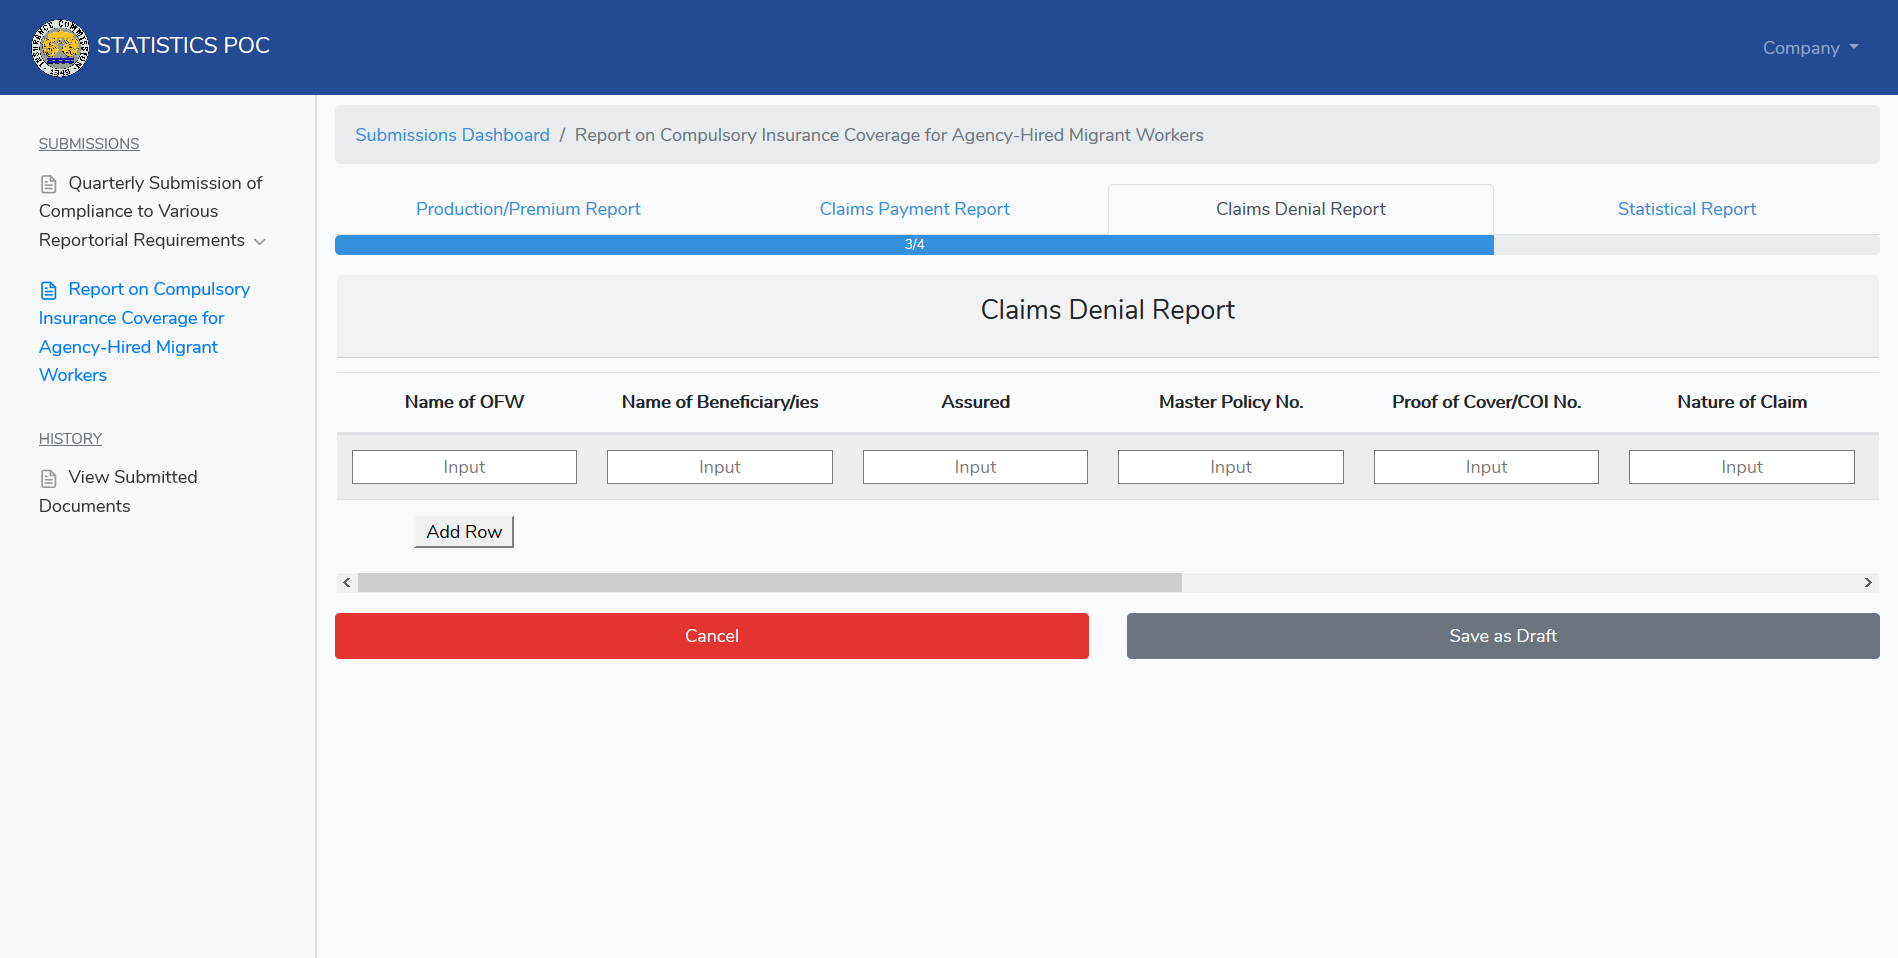 STATISTICS POC
Company
SUBMISSIONS
Quarterly Submission of
Compliance to Various
Reportorial Requirements
Report on Compulsory
Insurance Coverage for
Agency-Hired Migrant
Workers
HISTORY
View Submitted
Documents
Submissions Dashboard / Report on Compulsory Insurance Coverage for Agency-Hired Migrant Workers
Production/Premium Report Claims Payment Report Claims Denial Report Statistical Report
3/4
Claims Denial Report
Name of OFW Name of Beneficiary/ies Assured Master Policy No. Proof of Cover/COI No. Nature of Claim
Input Input Input Input Input Input
Add Row
Cancel Save as Draft